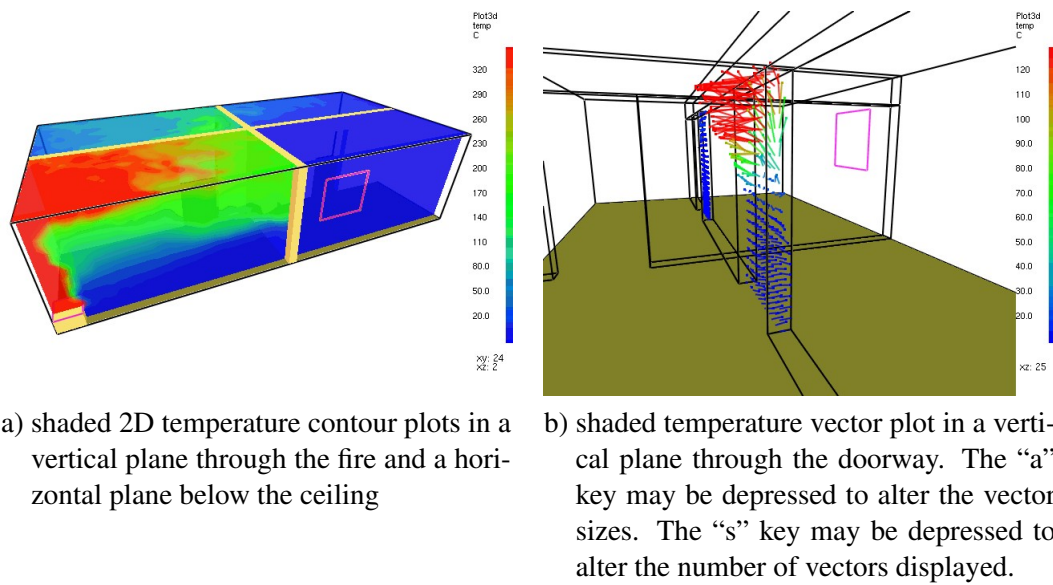 Plot3d
temp
C
320
290
260
230
200
170
140
110
80.0
50.0
20.0
xy: 24
xz: 2
Plot3d
temp
C
120
110
100
90.0
80.0
70.0
60.0
50.0
40.0
30.0
20.0
xz: 25
a) shaded 2D temperature contour plots in a
vertical plane through the fire and a hori-
zontal plane below the ceiling
b) shaded temperature vector plot in a verti-
cal plane through the doorway. The “a”
key may be depressed to alter the vector
sizes. The “s” key may be depressed to
alter the number of vectors displayed.